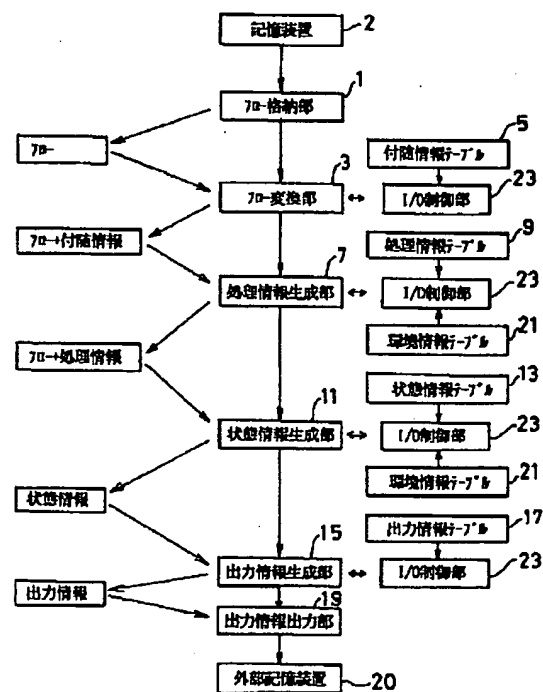 記憶装置
2
ﾌﾛｰ格納部
1
ﾌﾛｰ
付随情報テーブル
5
ﾌﾛｰ変換部
3
I/O制御部
23
ﾌﾛｰ→付随情報
処理情報テーブル
9
処理情報生成部
7
I/O制御部
23
環境情報ﾃｰﾌﾞﾙ
21
ﾌﾛｰ→処理情報
状態情報ﾃｰﾌﾞﾙ
13
状態情報生成部
11
I/O制御部
23
環境情報ﾃｰﾌﾞﾙ
21
状態情報
出力情報テーブル
17
出力情報生成部
15
I/O制御部
23
出力情報
出力情報出力部
19
外部記憶装置
20